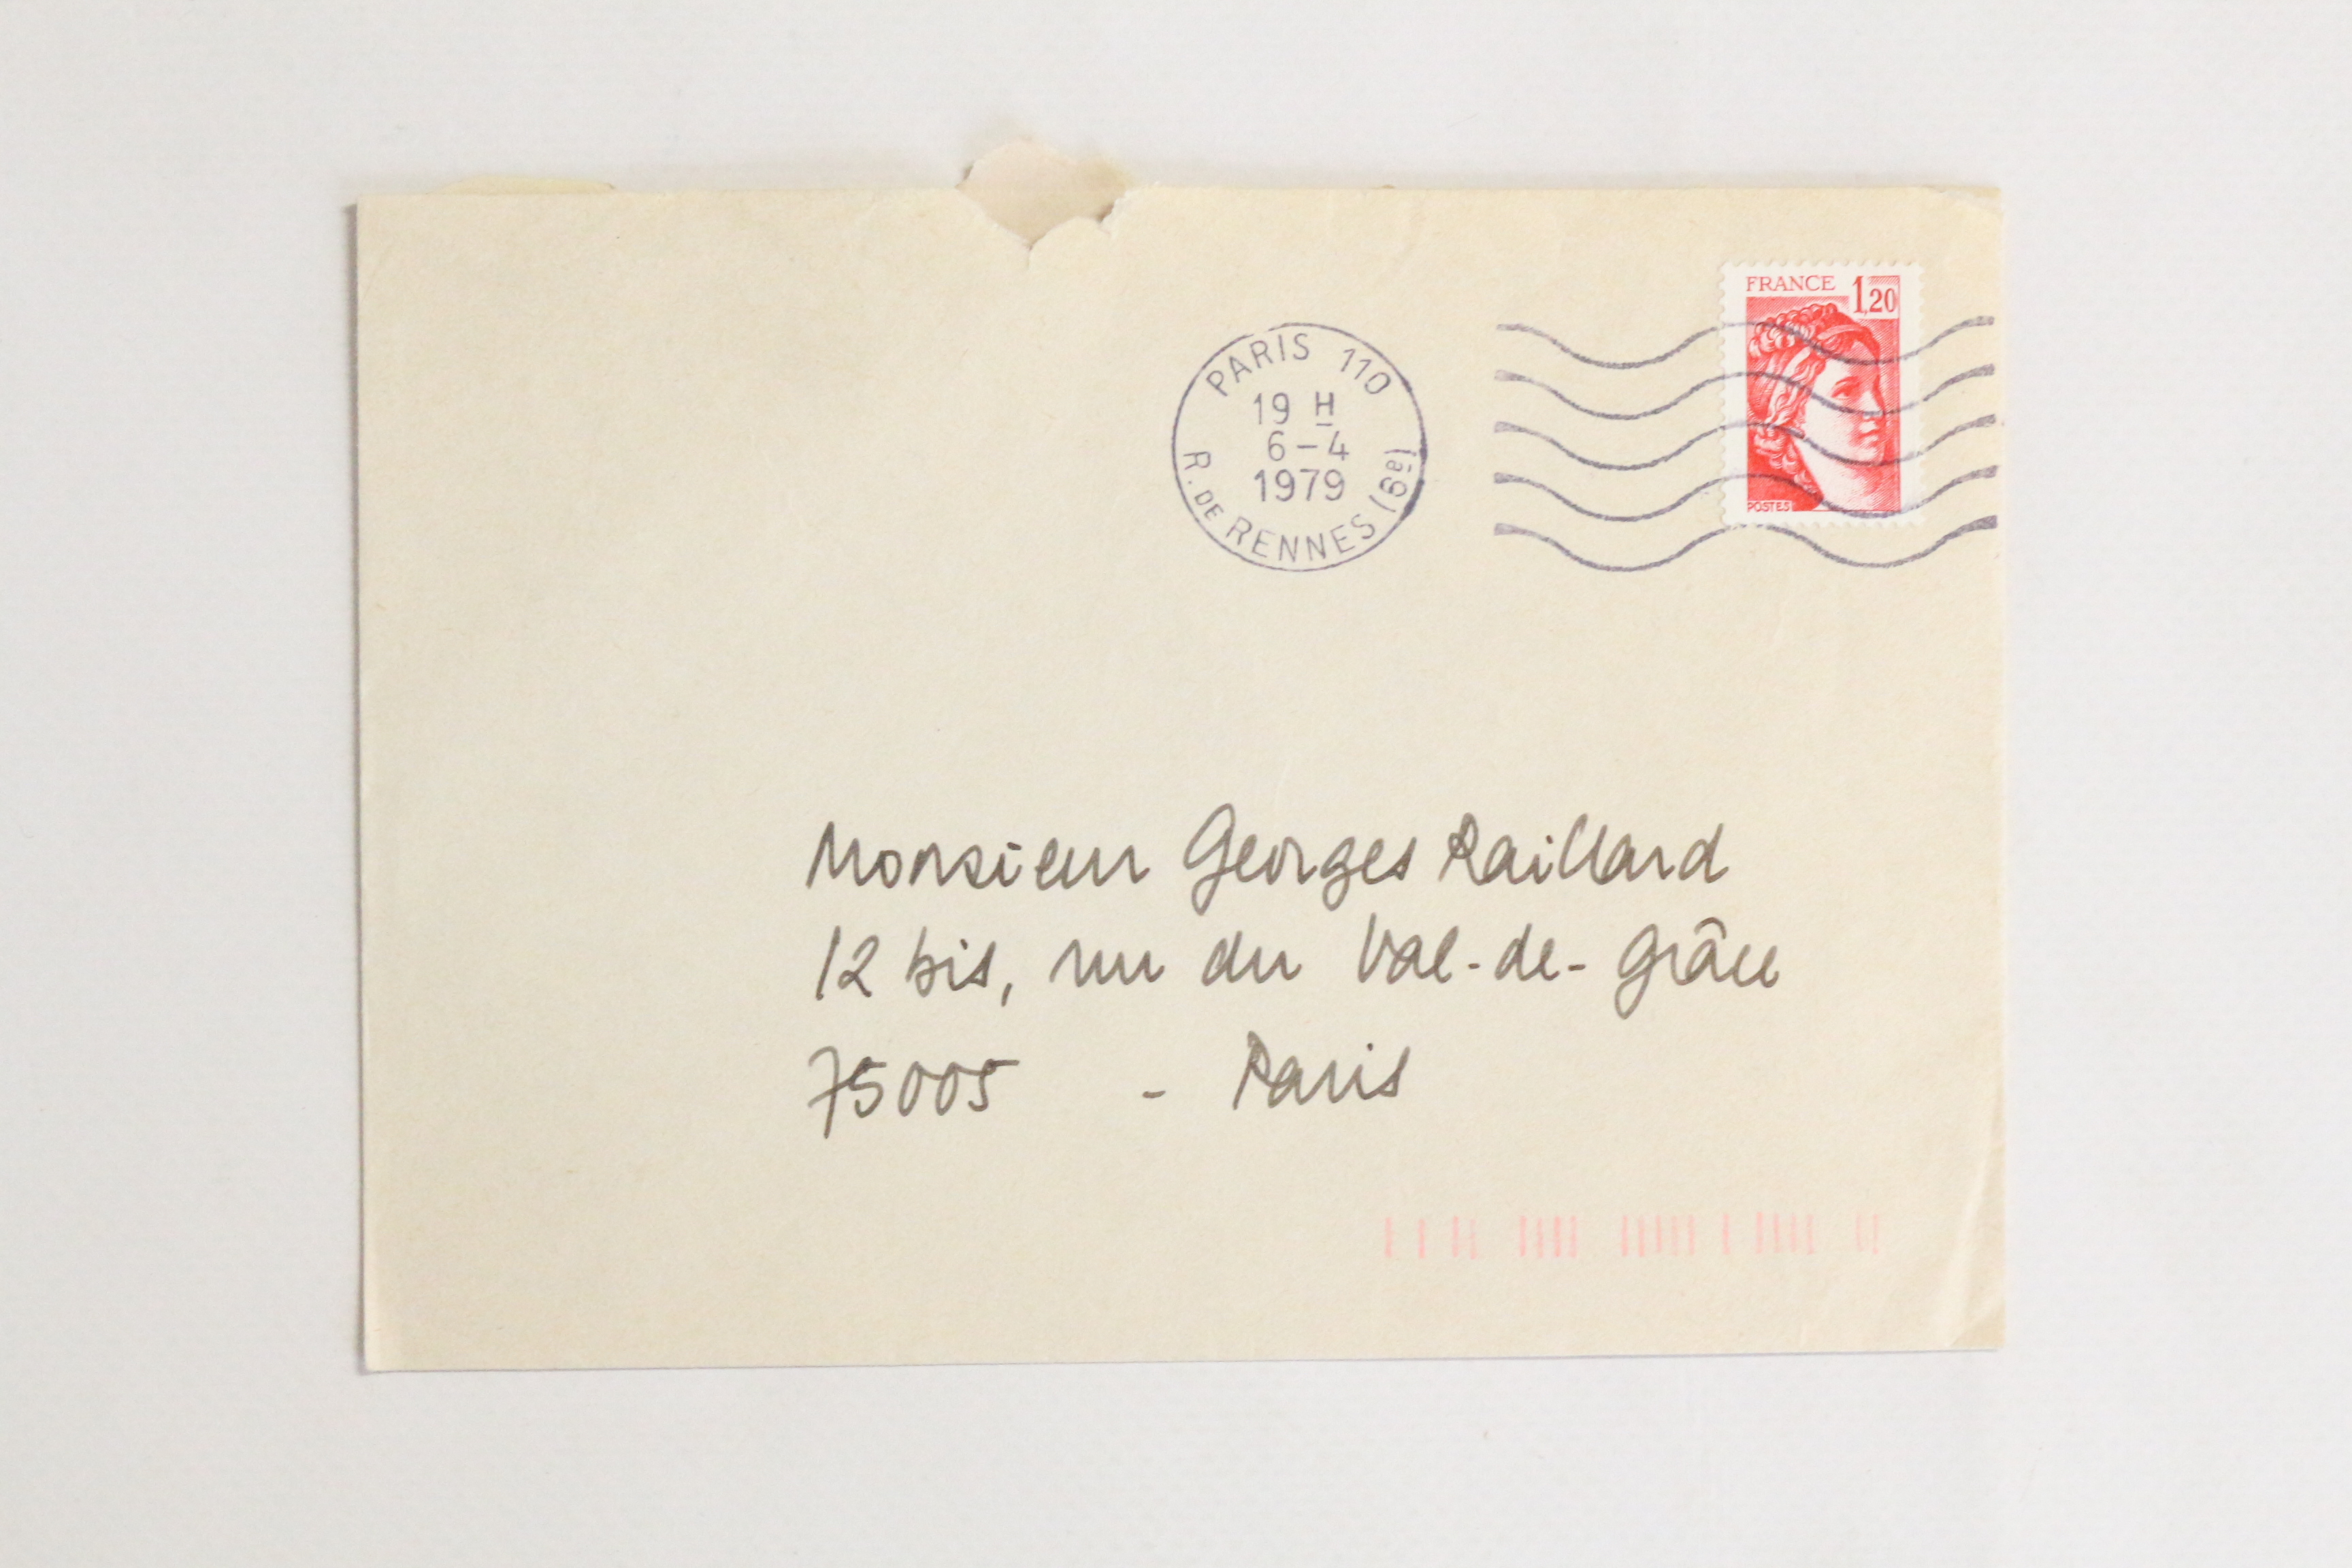 FRANCE 1,20
POSTES
PARIS 110
19 H
6-4
1979
R. DE RENNES (6e)
Monsieur Georges Raillard
12 bis, rue du Val-de-Grâce
75005 - Paris